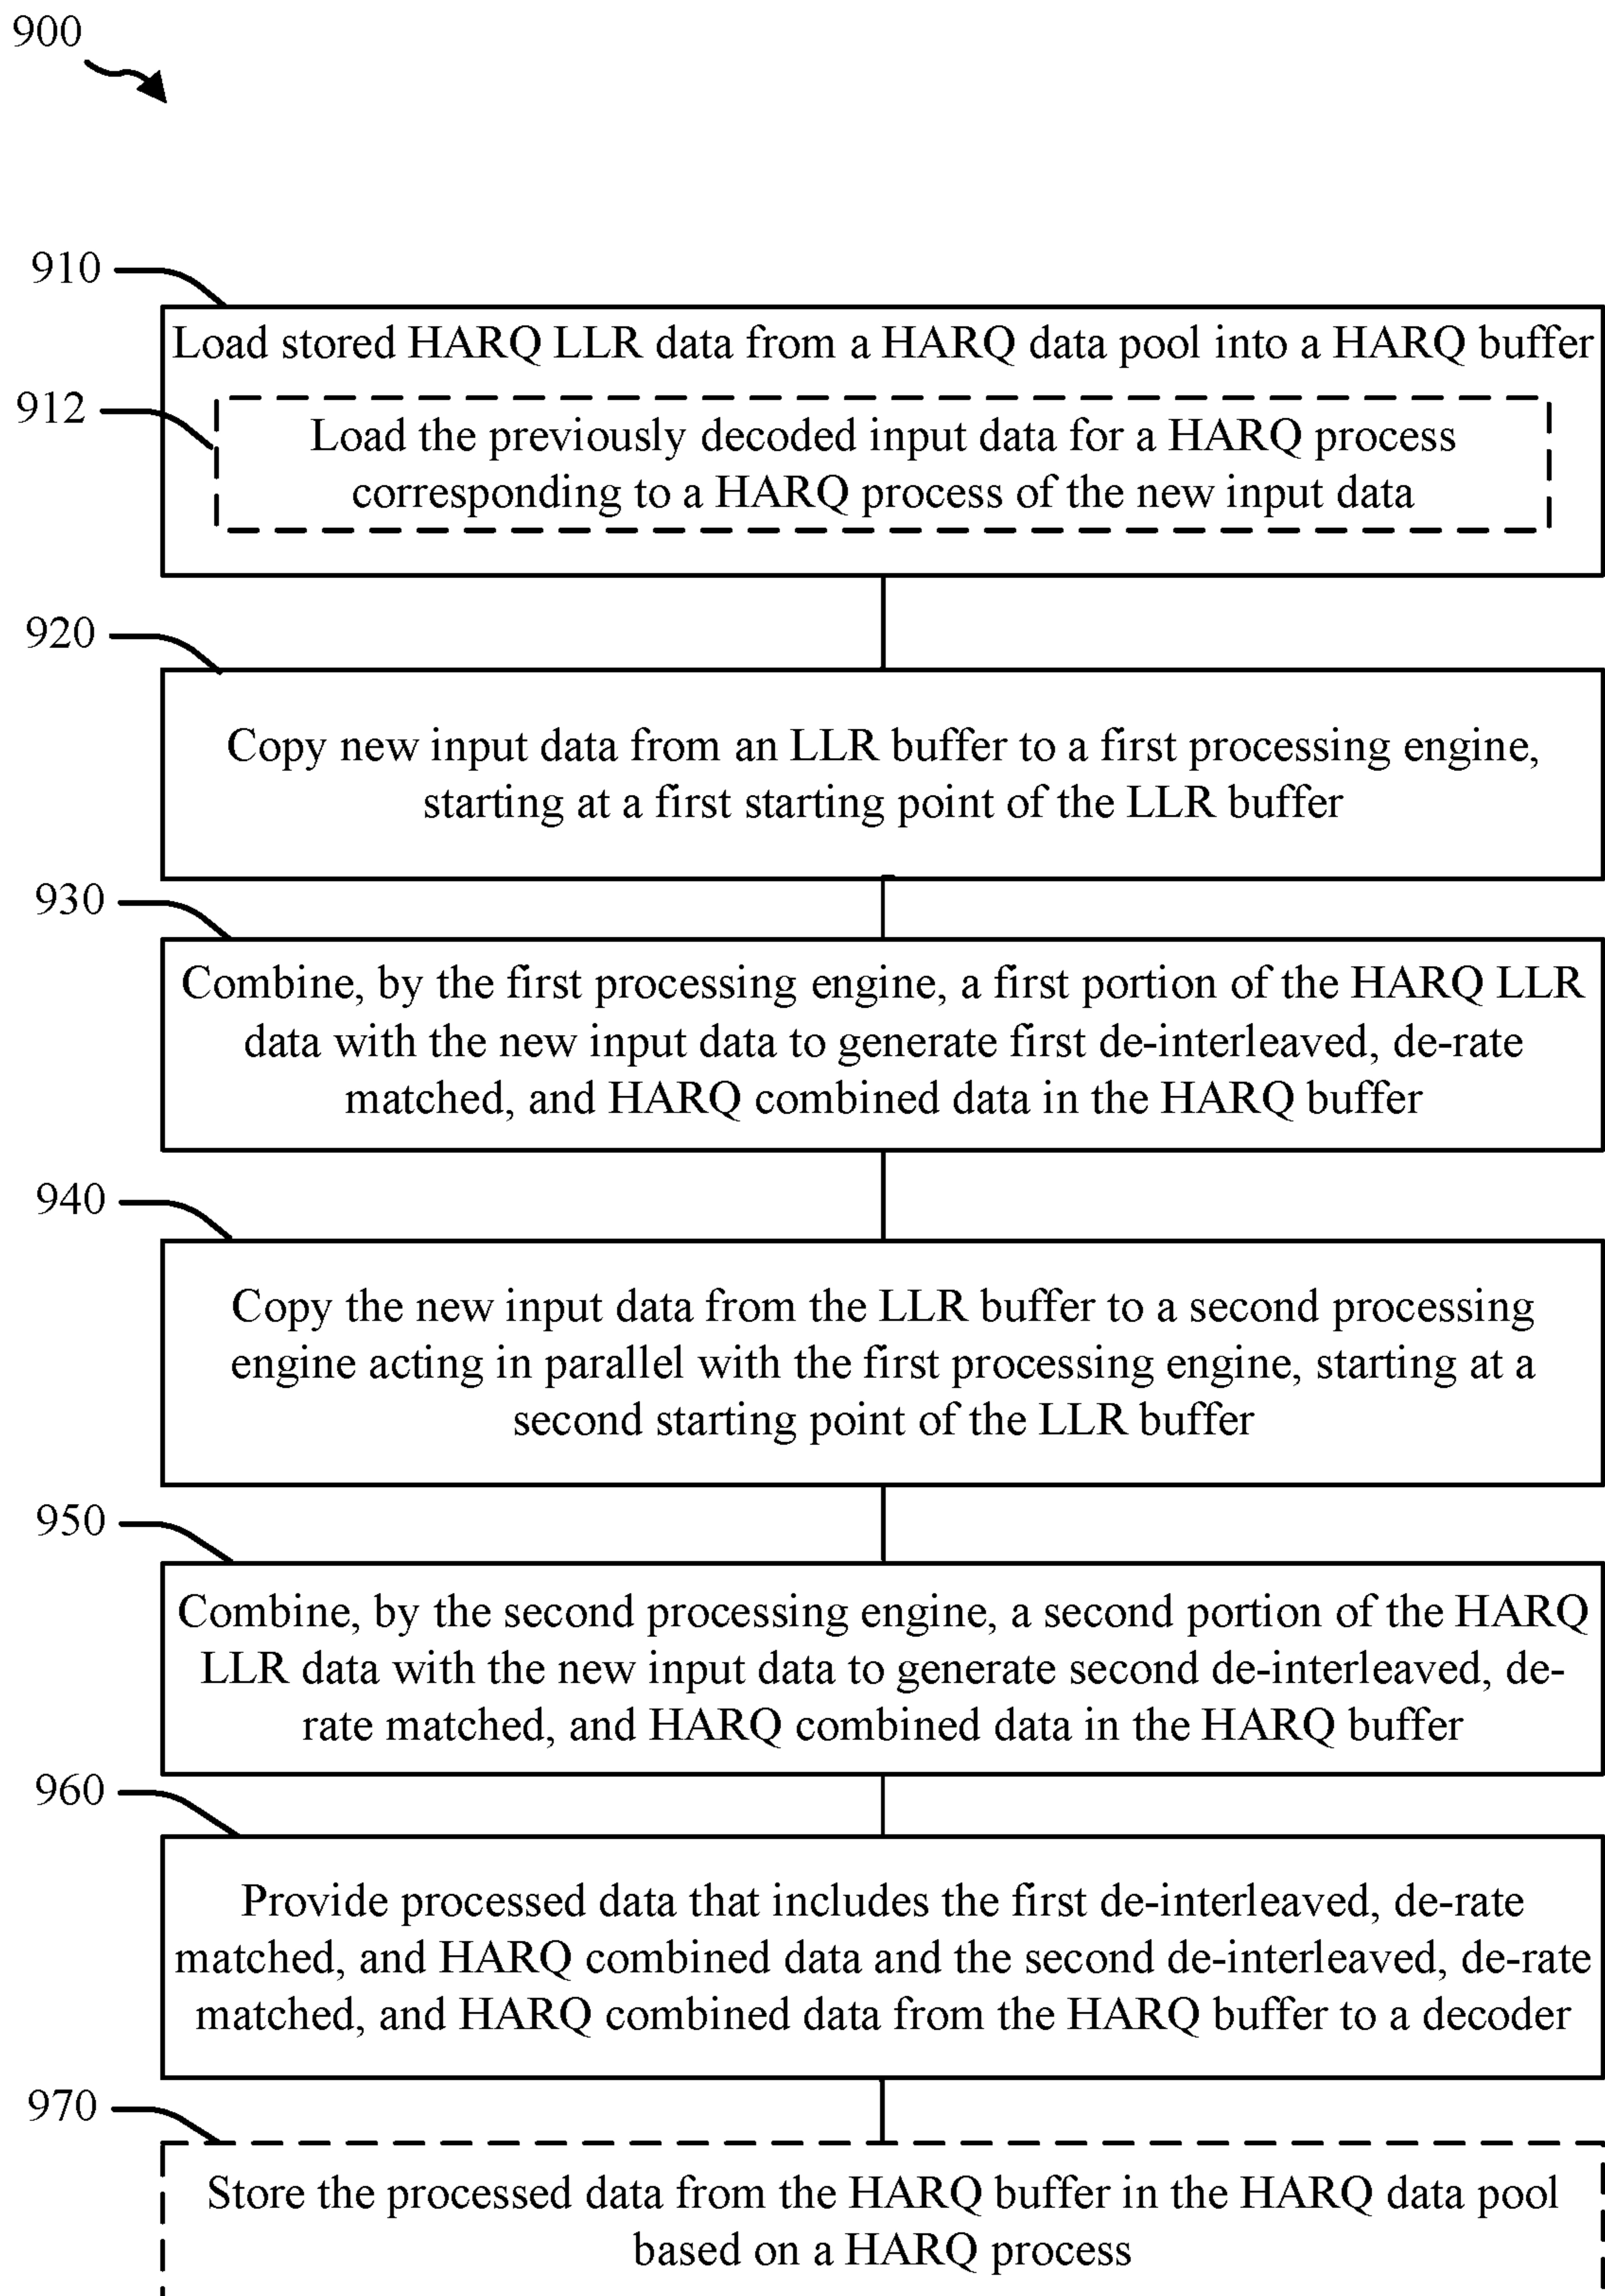 900
910
Load stored HARQ LLR data from a HARQ data pool into a HARQ buffer
912
Load the previously decoded input data for a HARQ process
corresponding to a HARQ process of the new input data
920
Copy new input data from an LLR buffer to a first processing engine,
starting at a first starting point of the LLR buffer
930
Combine, by the first processing engine, a first portion of the HARQ LLR
data with the new input data to generate first de-interleaved, de-rate
matched, and HARQ combined data in the HARQ buffer
940
Copy the new input data from the LLR buffer to a second processing
engine acting in parallel with the first processing engine, starting at a
second starting point of the LLR buffer
950
Combine, by the second processing engine, a second portion of the HARQ
LLR data with the new input data to generate second de-interleaved, de-
rate matched, and HARQ combined data in the HARQ buffer
960
Provide processed data that includes the first de-interleaved, de-rate
matched, and HARQ combined data and the second de-interleaved, de-rate
matched, and HARQ combined data from the HARQ buffer to a decoder
970
Store the processed data from the HARQ buffer in the HARQ data pool
based on a HARQ process